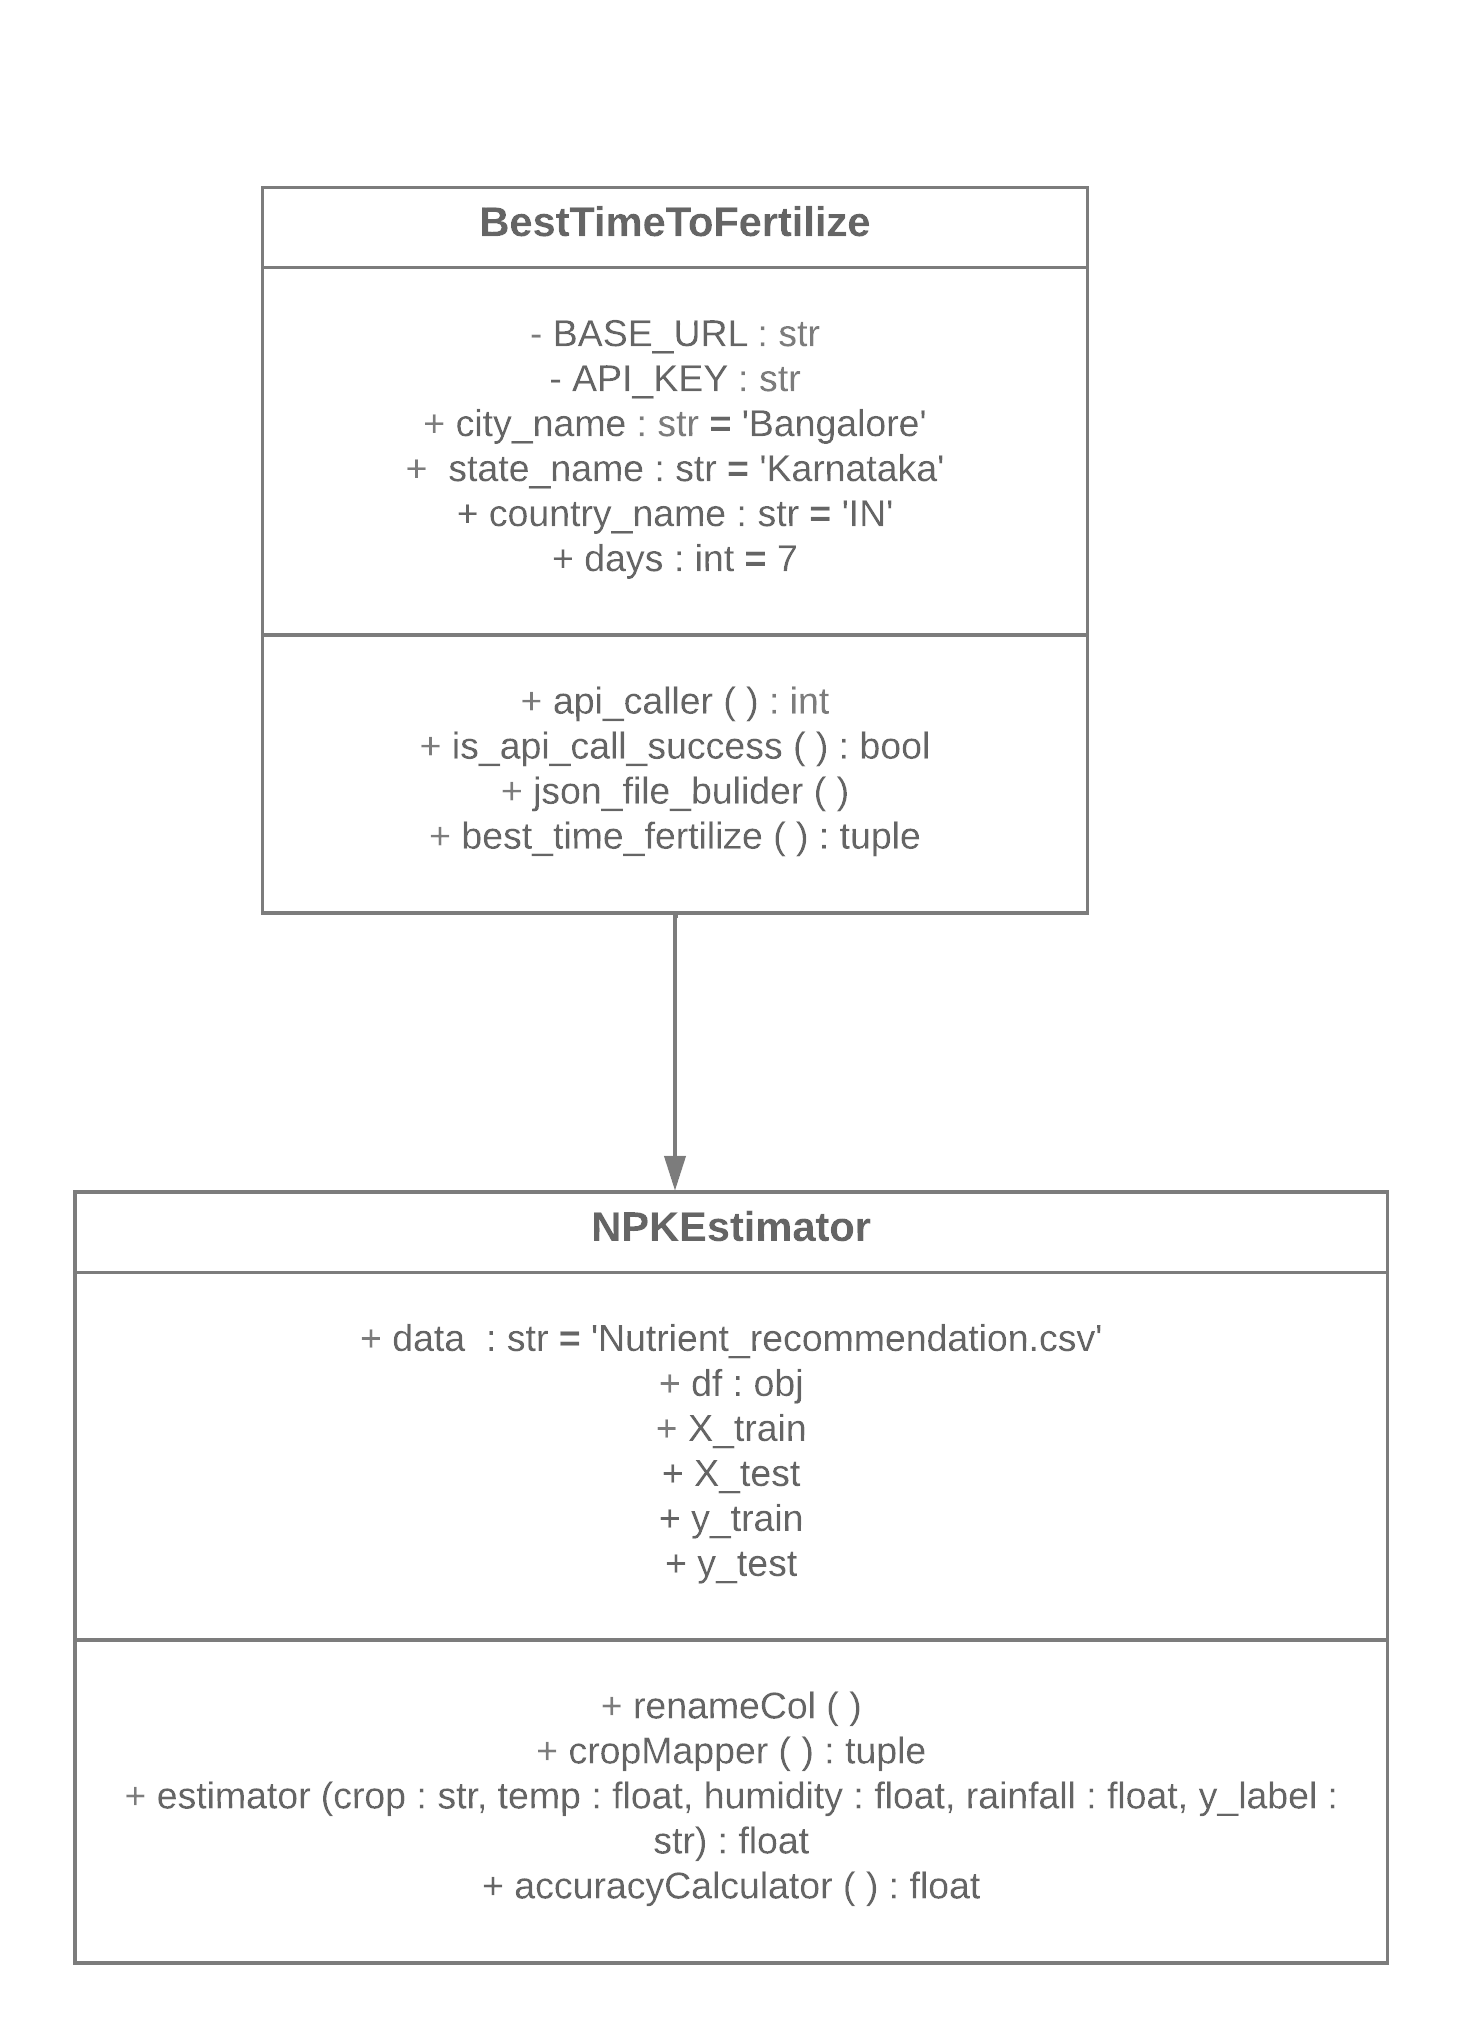 BestTimeToFertilize
- BASE_URL : str
- API_KEY : str
+ city_name : str = 'Bangalore'
+ state_name : str = 'Karnataka'
+ country_name : str = 'IN'
+ days : int = 7
+ api_caller ( ) : int
+ is_api_call_success ( ) : bool
+ json_file_bulider ( )
+ best_time_fertilize ( ) : tuple
NPKEstimator
+ data : str = 'Nutrient_recommendation.csv'
+ df : obj
+ X_train
+ X_test
+ y_train
+ y_test
+ renameCol ( )
+ cropMapper ( ) : tuple
+ estimator (crop : str, temp : float, humidity : float, rainfall : float, y_label :
str) : float
+ accuracyCalculator ( ) : float